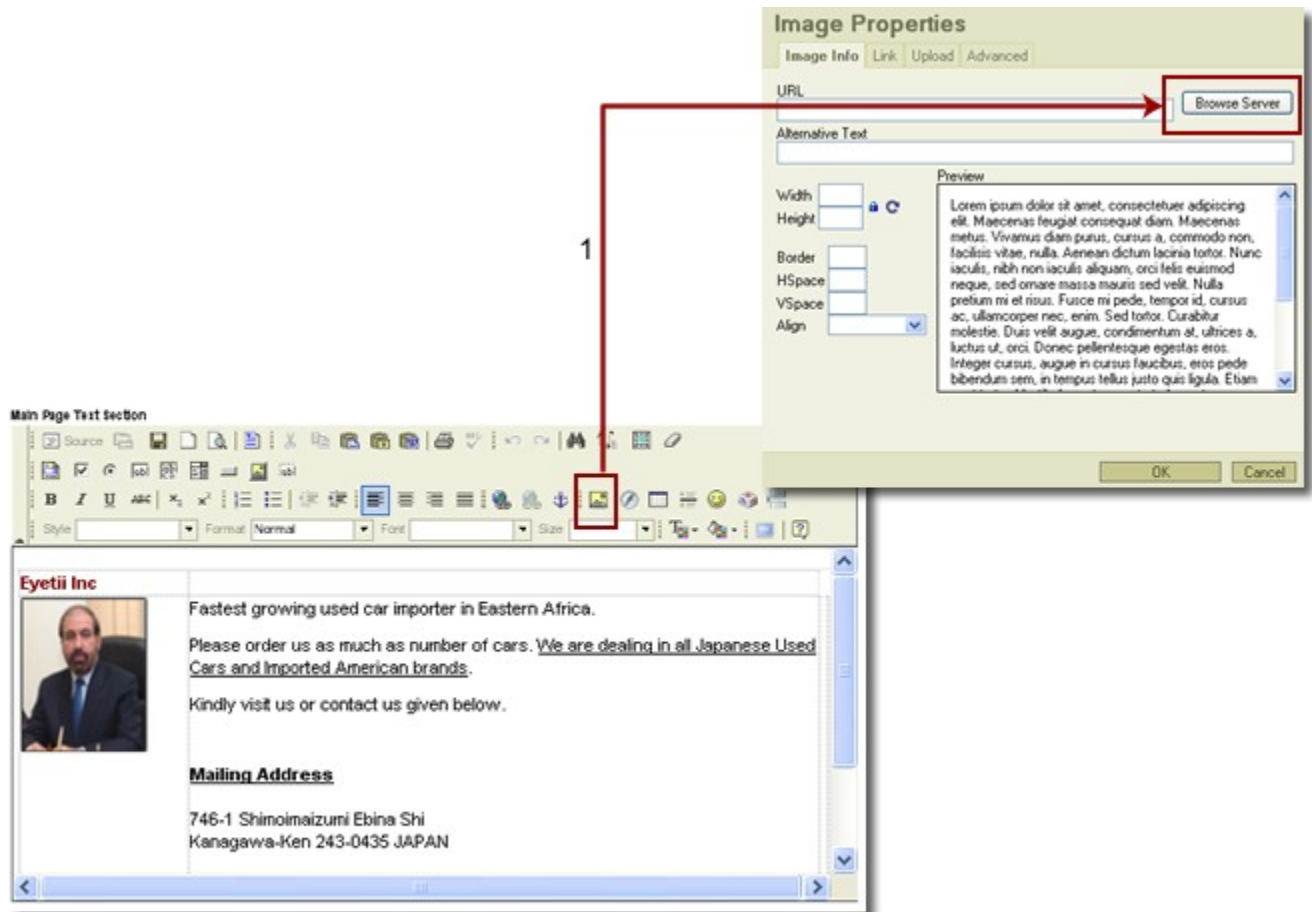 Image Properties
Image Info Link Upload Advanced
URL
Browse Server
Alternative Text
Preview
Width
Height
Border
HSpace
VSpace
Align
Lorem ipsum dolor sit amet, consectetuer adipiscing
elit. Maecenas feugiat consequat diam. Maecenas
metus. Vivamus diam purus, cursus a, commodo non,
facilisis vitae, nulla. Aenean dictum lacinia tortor. Nunc
iaculis, nibh non iaculis aliquam, orci felis euismod
neque, sed ornare massa mauris sed velit. Nulla
pretium mi et risus. Fusce mi pede, tempor id, cursus
ac, ullamcorper nec, enim. Sed tortor. Curabitur
molestie. Duis velit augue, condimentum at, ultrices a,
luctus ut, orci. Donec pellentesque egestas eros.
Integer cursus, augue in cursus faucibus, eros pede
bibendum sem, in tempus tellus justo quis ligula. Etiam
OK Cancel
1
Main Page Text Section
Source
B I U ABC
Style Format Normal Font Size
Eyetii Inc
Fastest growing used car importer in Eastern Africa.
Please order us as much as number of cars. We are dealing in all Japanese Used
Cars and Imported American brands.
Kindly visit us or contact us given below.
Mailing Address
746-1 Shimoimaizumi Ebina Shi
Kanagawa-Ken 243-0435 JAPAN